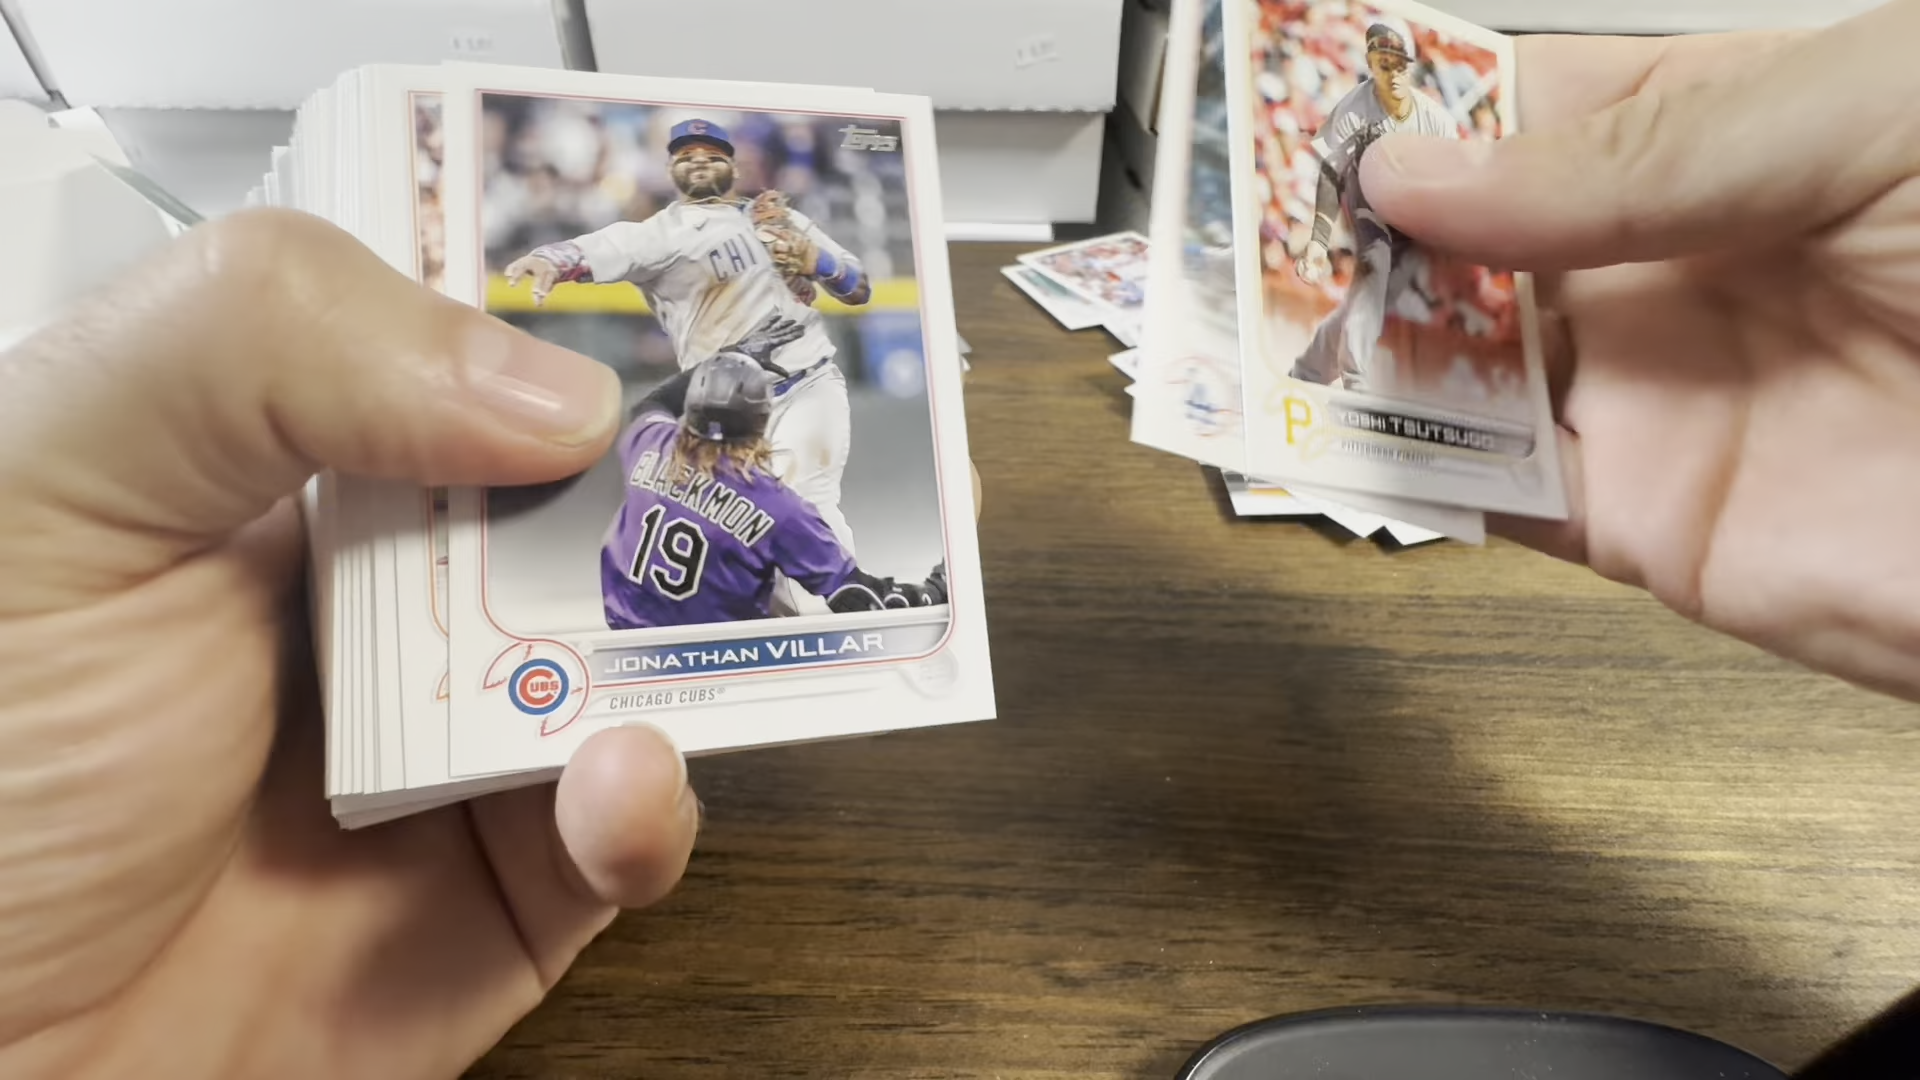 Topps
CHI
BLACKMON
19
JONATHAN VILLAR
CUBS
CHICAGO CUBS
P
YOSHI TSUTSUGO
PITTSBURGH PIRATES